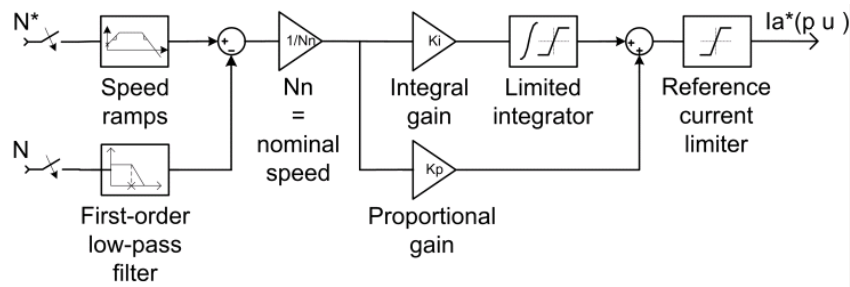 N*
Ia*(p u )
+
-
1/Nn
Ki
+
+
Speed
ramps
Nn
=
nominal
speed
Integral
gain
Limited
integrator
Reference
current
limiter
N
Kp
First-order
low-pass
filter
Proportional
gain